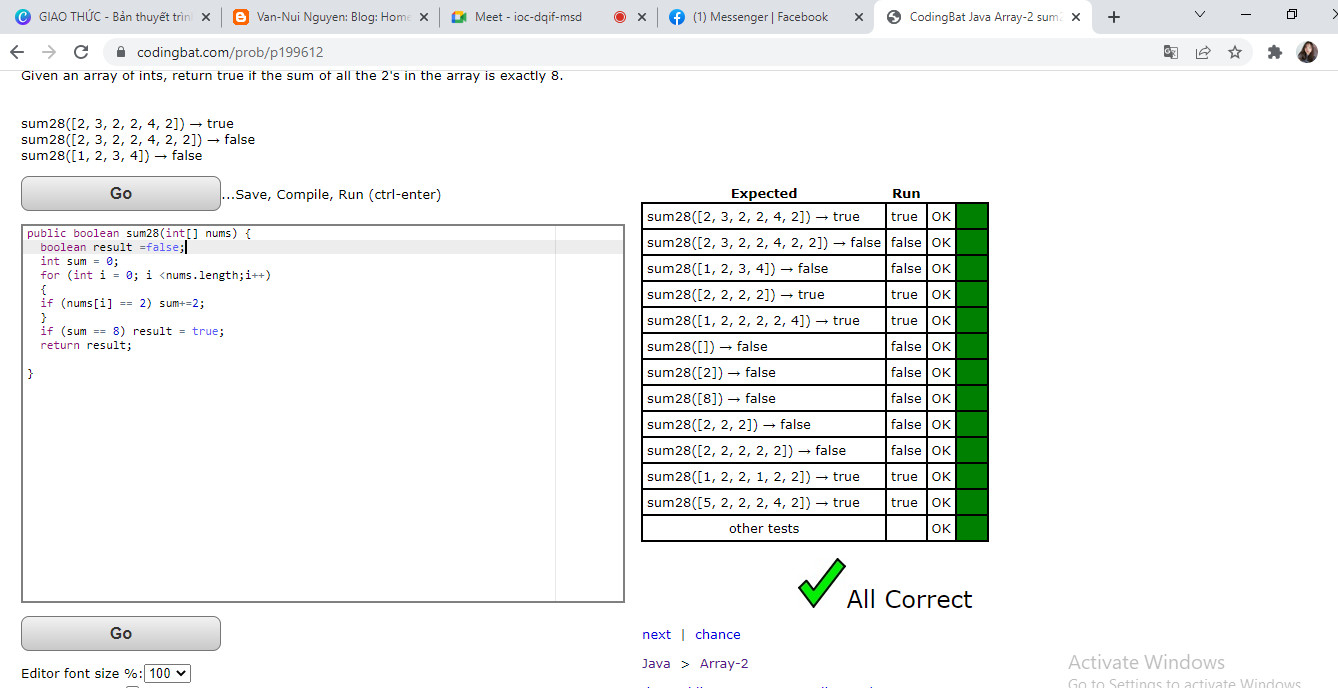 GIAO THỨC - Bản thuyết trìn
Van-Nui Nguyen: Blog: Home
Meet - ioc-dqif-msd
(1) Messenger | Facebook
CodingBat Java Array-2 sum
codingbat.com/prob/p199612
Given an array of ints, return true if the sum of all the 2's in the array is exactly 8.
sum28([2, 3, 2, 2, 4, 2]) → true
sum28([2, 3, 2, 2, 4, 2, 2]) → false
sum28([1, 2, 3, 4]) → false
Go
...Save, Compile, Run (ctrl-enter)
public boolean sum28(int[] nums) {
boolean result =false;
int sum = 0;
for (int i = 0; i <nums.length;i++)
{
if (nums[i] == 2) sum+=2;
}
if (sum == 8) result = true;
return result;
}
Go
Editor font size %: 100
Expected Run
sum28([2, 3, 2, 2, 4, 2]) → true true OK
sum28([2, 3, 2, 2, 4, 2, 2]) → false false OK
sum28([1, 2, 3, 4]) → false false OK
sum28([2, 2, 2, 2]) → true true OK
sum28([1, 2, 2, 2, 2, 4]) → true true OK
sum28([]) → false false OK
sum28([2]) → false false OK
sum28([8]) → false false OK
sum28([2, 2, 2]) → false false OK
sum28([2, 2, 2, 2, 2]) → false false OK
sum28([1, 2, 2, 1, 2, 2]) → true true OK
sum28([5, 2, 2, 2, 4, 2]) → true true OK
other tests OK
All Correct
next | chance
Java > Array-2
Activate Windows
Go to Settings to activate Windows.